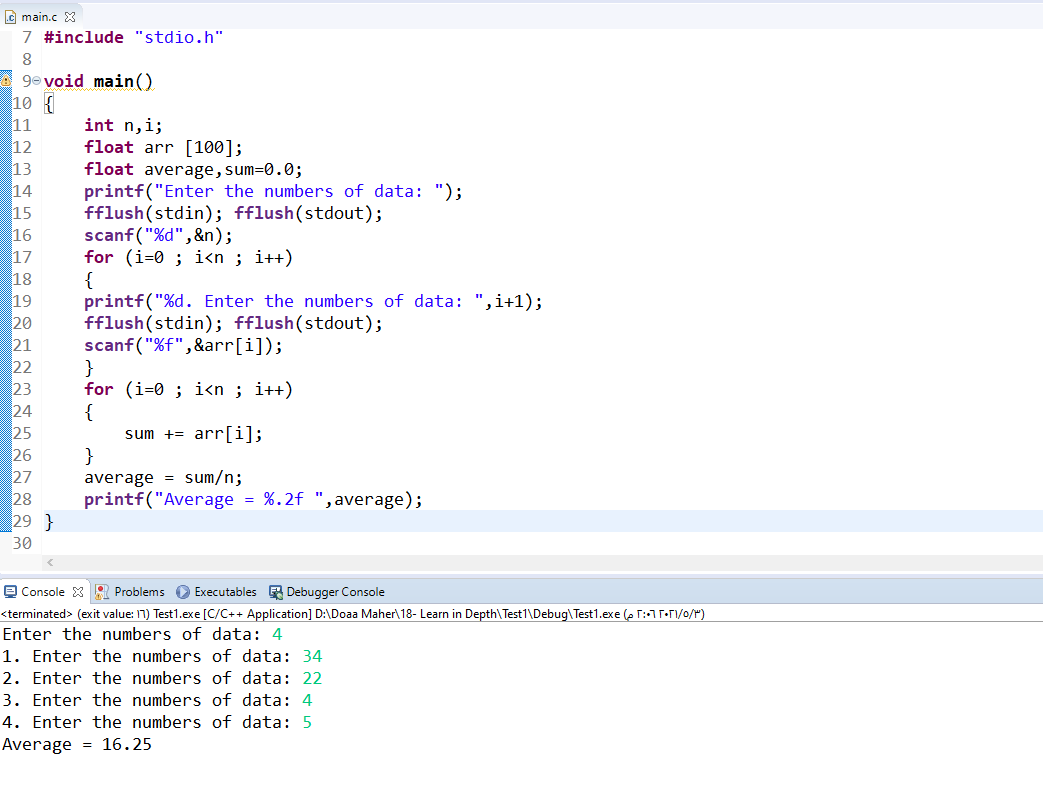 main.c
7 #include "stdio.h"
8
9 void main()
10 {
11     int n,i;
12     float arr [100];
13     float average,sum=0.0;
14     printf("Enter the numbers of data: ");
15     fflush(stdin); fflush(stdout);
16     scanf("%d",&n);
17     for (i=0 ; i<n ; i++)
18     {
19     printf("%d. Enter the numbers of data: ",i+1);
20     fflush(stdin); fflush(stdout);
21     scanf("%f",&arr[i]);
22     }
23     for (i=0 ; i<n ; i++)
24     {
25         sum += arr[i];
26     }
27     average = sum/n;
28     printf("Average = %.2f ",average);
29 }
30
Console Problems Executables Debugger Console
<terminated> (exit value: ١٦) Test1.exe [C/C++ Application] D:\Doaa Maher\18- Learn in Depth\Test1\Debug\Test1.exe (٢٠٢١/٥/٣ ٢:٠٦ م)
Enter the numbers of data: 4
1. Enter the numbers of data: 34
2. Enter the numbers of data: 22
3. Enter the numbers of data: 4
4. Enter the numbers of data: 5
Average = 16.25